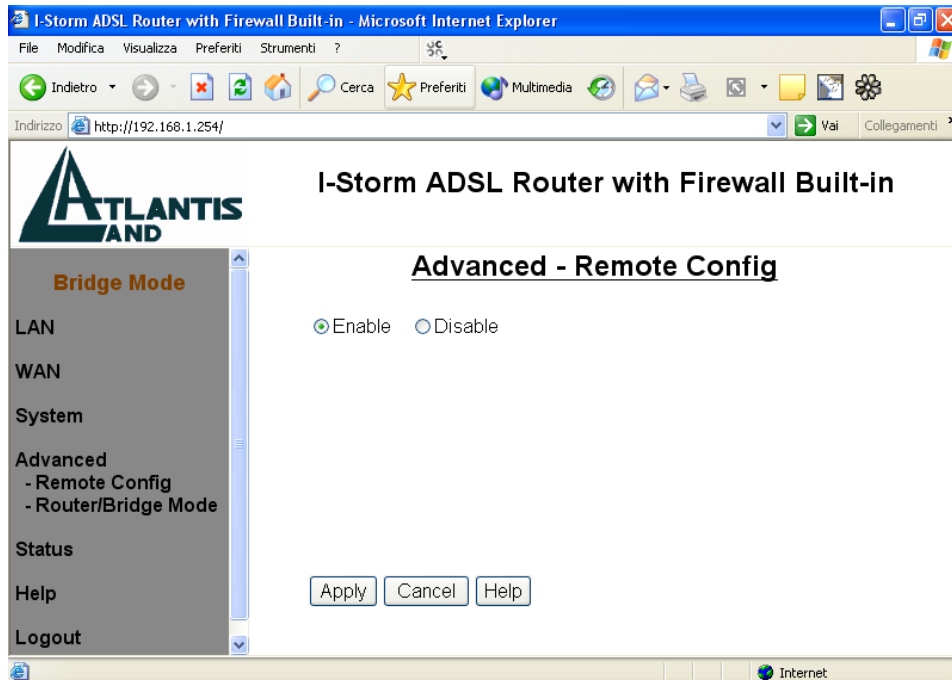 I-Storm ADSL Router with Firewall Built-in - Microsoft Internet Explorer
File Modifica Visualizza Preferiti Strumenti ?
Indietro Cerca Preferiti Multimedia
Indirizzo http://192.168.1.254/ Vai Collegamenti »
ATLANTIS
LAND
I-Storm ADSL Router with Firewall Built-in
Bridge Mode
LAN
WAN
System
Advanced
- Remote Config
- Router/Bridge Mode
Status
Help
Logout
Advanced - Remote Config
Enable Disable
Apply Cancel Help
Internet